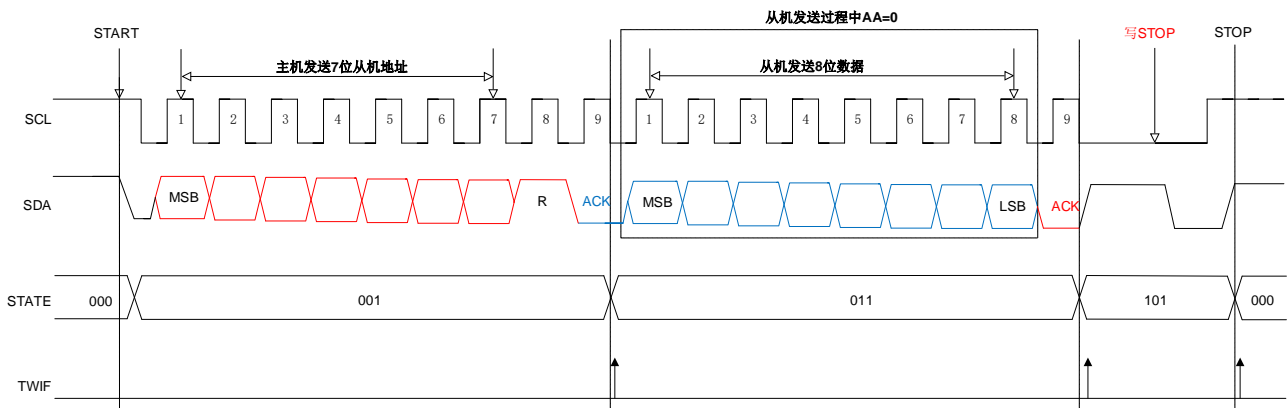 从机发送过程中AA=0
START
写STOP
STOP
主机发送7位从机地址
从机发送8位数据
SCL
1 2 3 4 5 6 7 8 9 1 2 3 4 5 6 7 8 9
SDA
MSB R ACK MSB LSB ACK
STATE 000 001 011 101 000
TWIF